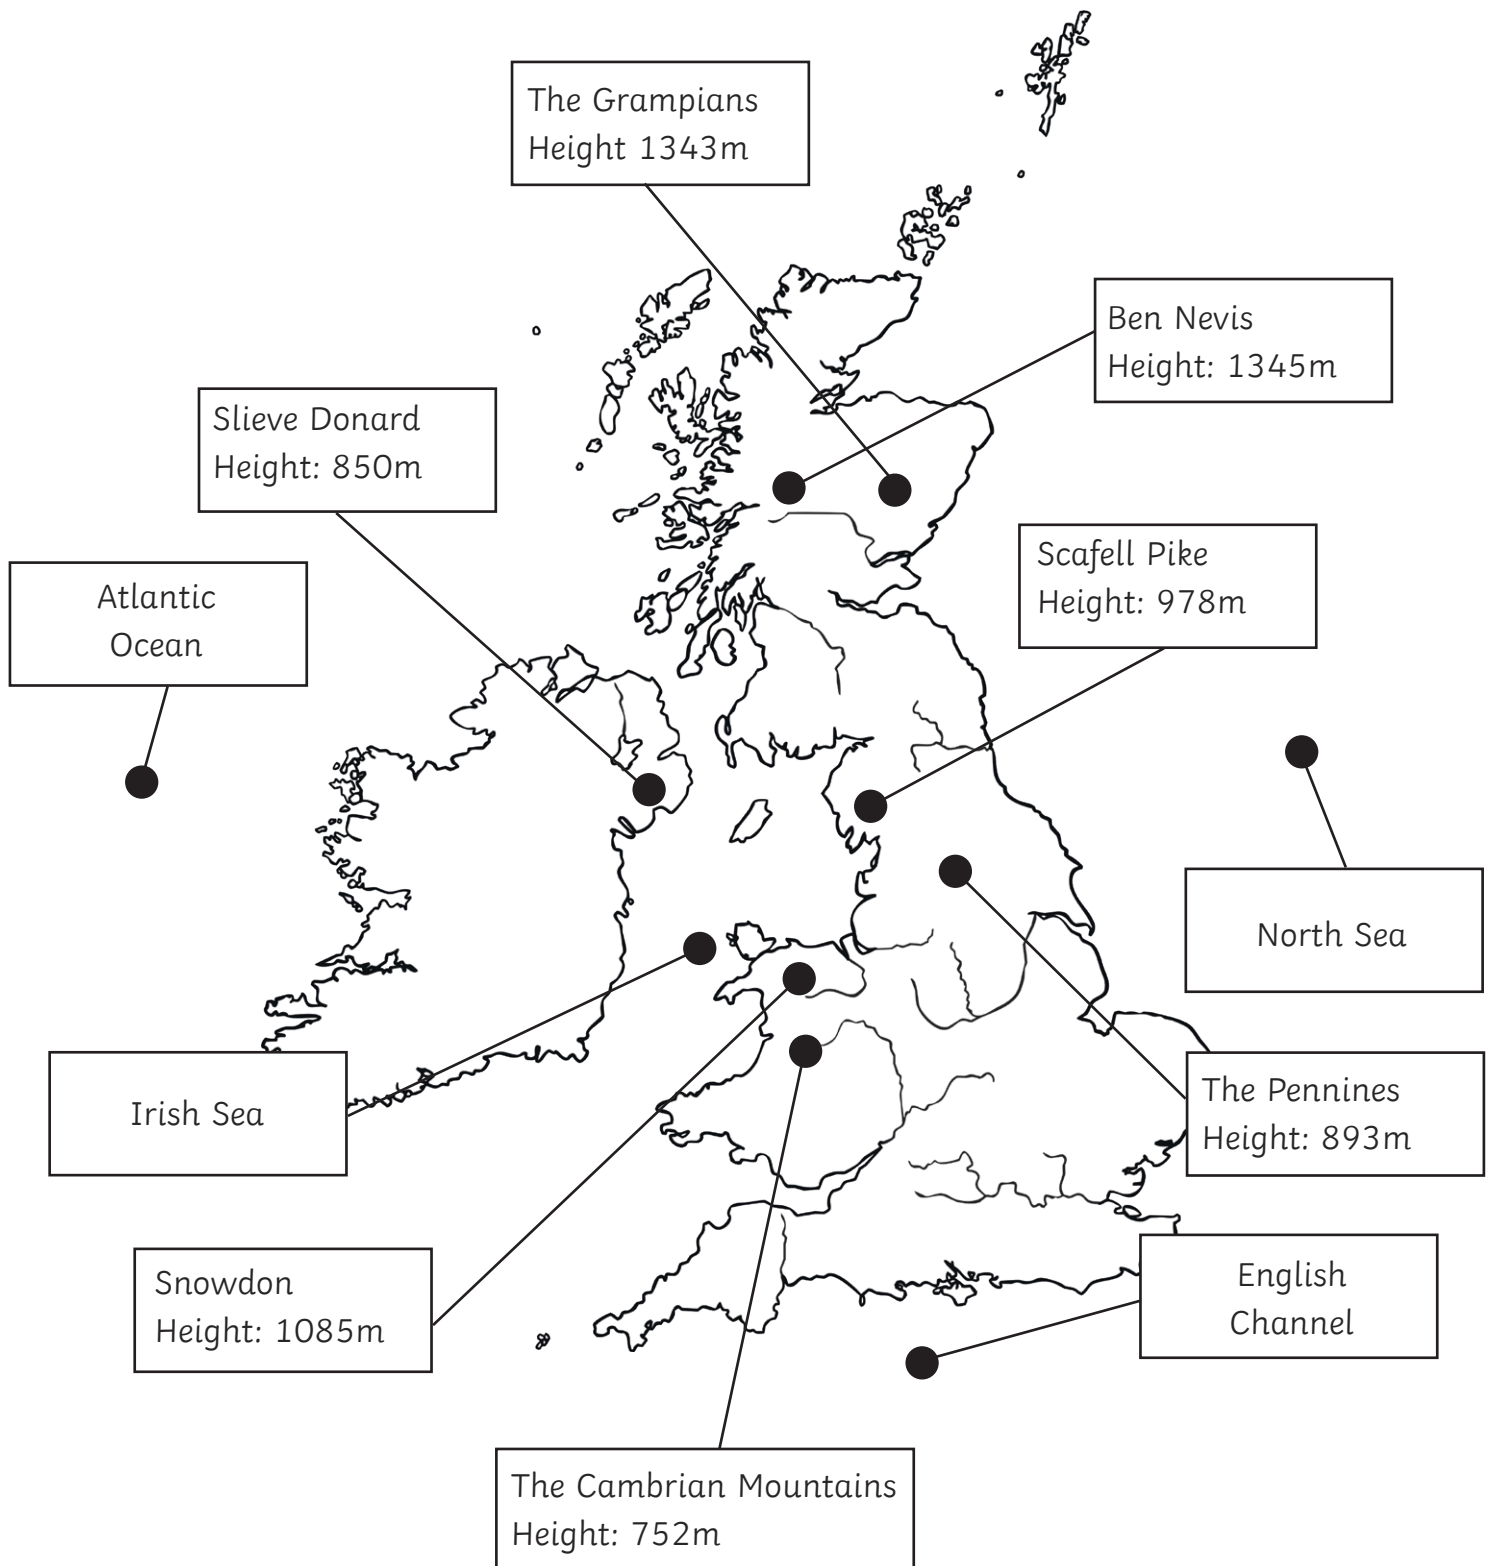 The Grampians
Height 1343m
Ben Nevis
Height: 1345m
Slieve Donard
Height: 850m
Scafell Pike
Height: 978m
Atlantic
Ocean
North Sea
Irish Sea
The Pennines
Height: 893m
Snowdon
Height: 1085m
English
Channel
The Cambrian Mountains
Height: 752m